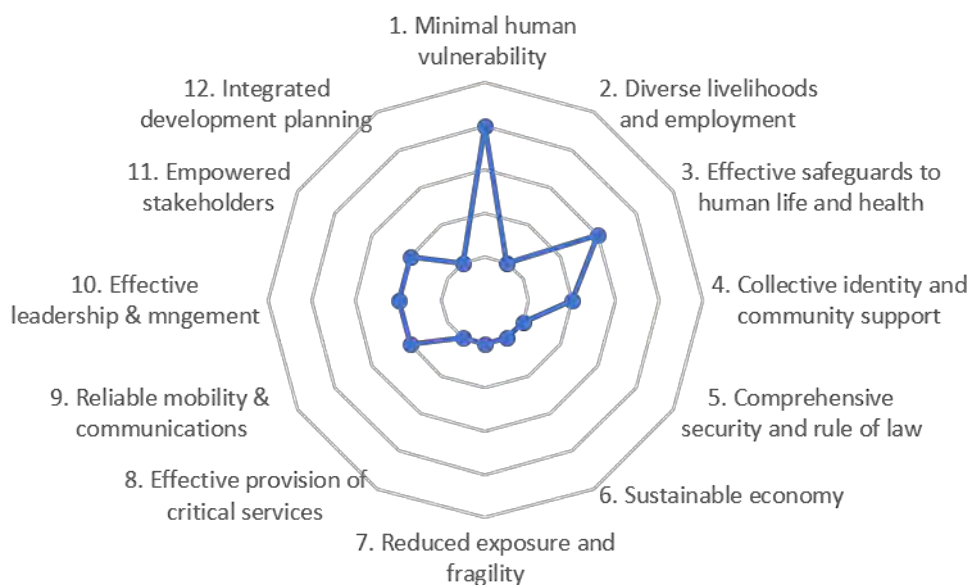 1. Minimal human
vulnerability
2. Diverse livelihoods
and employment
3. Effective safeguards to
human life and health
4. Collective identity and
community support
5. Comprehensive
security and rule of law
6. Sustainable economy
7. Reduced exposure and
fragility
8. Effective provision of
critical services
9. Reliable mobility &
communications
10. Effective
leadership & mngement
11. Empowered
stakeholders
12. Integrated
development planning